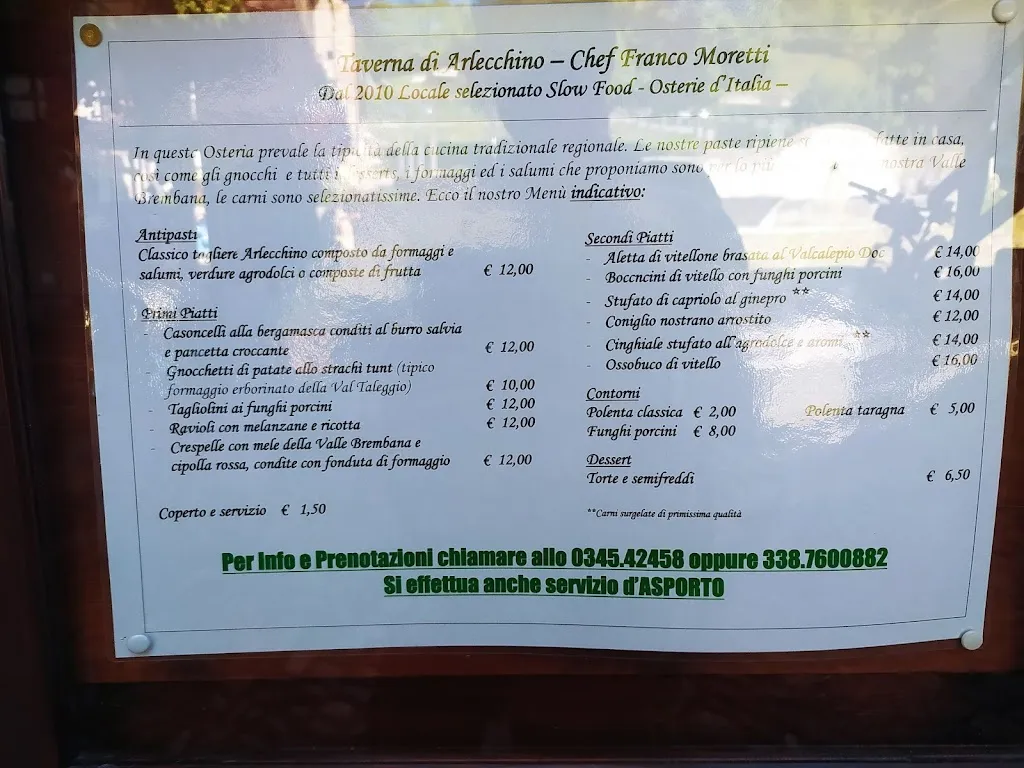 Taverna di Arlecchino – Chef Franco Moretti
Dal 2010 Locale selezionato Slow Food - Osterie d'Italia –
In questa Osteria prevale la tipicità della cucina tradizionale regionale. Le nostre paste ripiene fatte in casa,
così come gli gnocchi e tutti i desserts, i formaggi ed i salumi che proponiamo sono per lo più nostra Valle
Brembana, le carni sono selezionatissime. Ecco il nostro Menù indicativo:
Antipasti
Classico tagliere Arlecchino composto da formaggi e
salumi, verdure agrodolci o composte di frutta € 12,00
Primi Piatti
- Casoncelli alla bergamasca conditi al burro salvia
e pancetta croccante € 12,00
- Gnocchetti di patate allo strachì tunt (tipico
formaggio erborinato della Val Taleggio) € 10,00
- Tagliolini ai funghi porcini € 12,00
- Ravioli con melanzane e ricotta € 12,00
- Crespelle con mele della Valle Brembana e
cipolla rossa, condite con fonduta di formaggio € 12,00
Coperto e servizio € 1,50
Secondi Piatti
- Aletta di vitellone brasata al Valcalepio Doc € 14,00
- Boccncini di vitello con funghi porcini € 16,00
- Stufato di capriolo al ginepro ** € 14,00
- Coniglio nostrano arrostito € 12,00
- Cinghiale stufato all'agrodolce e aromi ** € 14,00
- Ossobuco di vitello € 16,00
Contorni
Polenta classica € 2,00 Polenta taragna € 5,00
Funghi porcini € 8,00
Dessert
Torte e semifreddi € 6,50
**Carni surgelate di primissima qualità
Per Info e Prenotazioni chiamare allo 0345.42458 oppure 338.7600882
Si effettua anche servizio d'ASPORTO